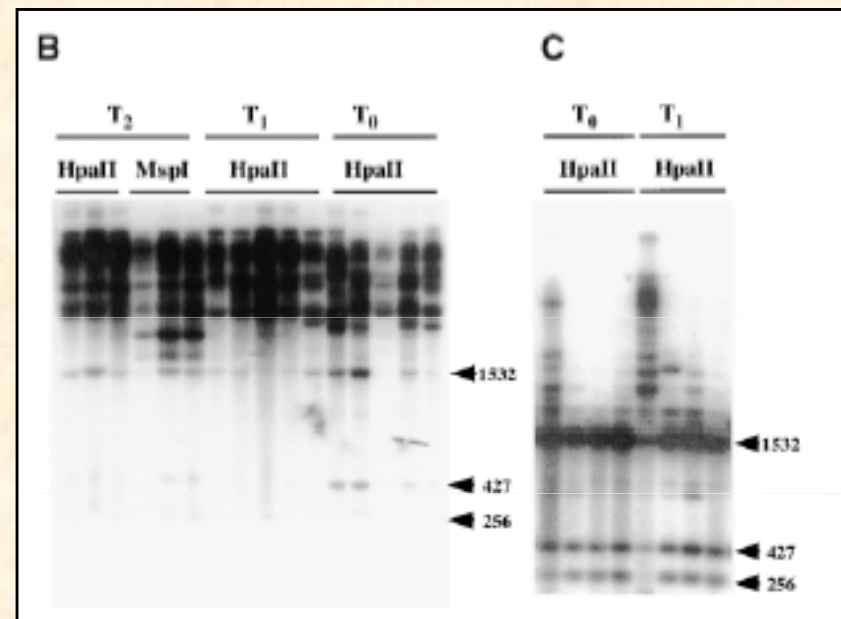 B
T2 T1 T0
HpaII MspI HpaII HpaII
1532
427
256
C
T0 T1
HpaII HpaII
1532
427
256